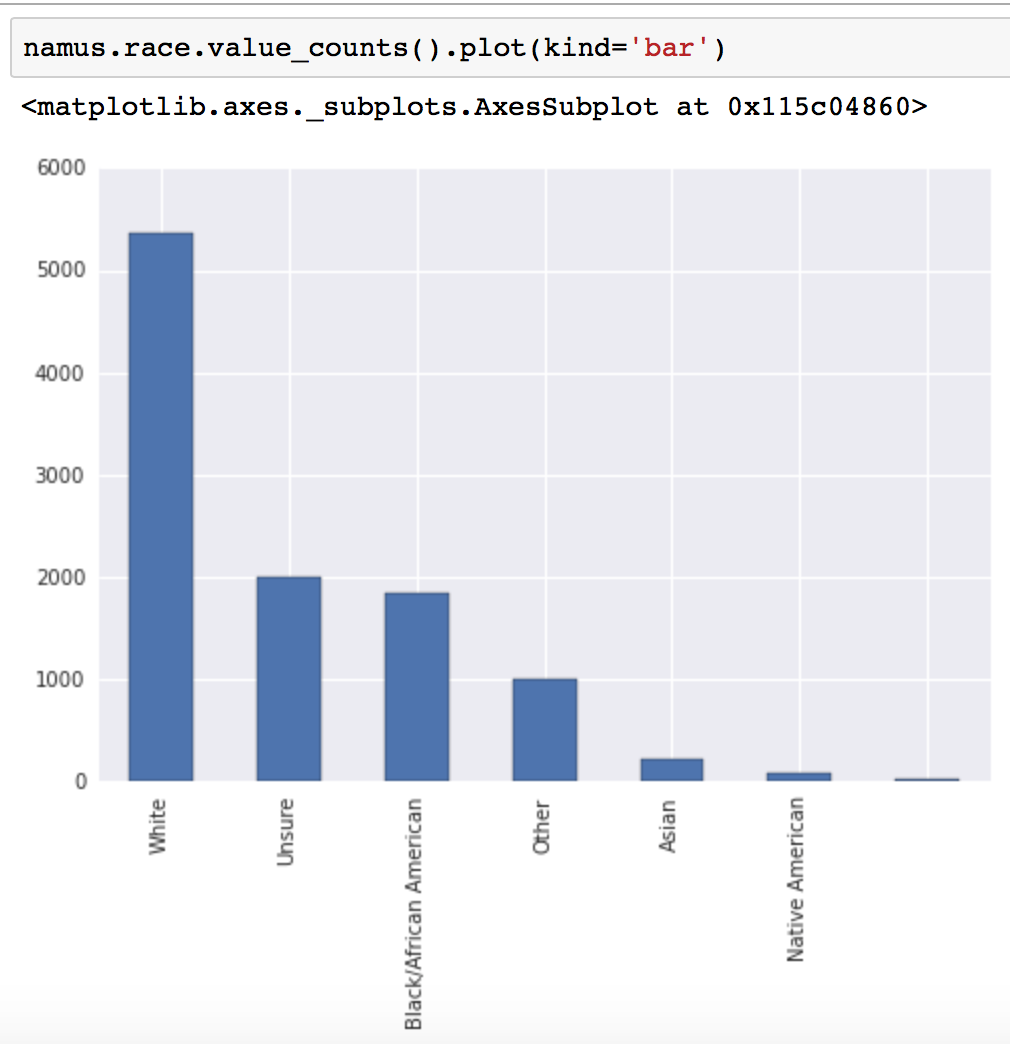 namus.race.value_counts().plot(kind='bar')
<matplotlib.axes._subplots.AxesSubplot at 0x115c04860>
6000
5000
4000
3000
2000
1000
0
White
Unsure
Black/African American
Other
Asian
Native American